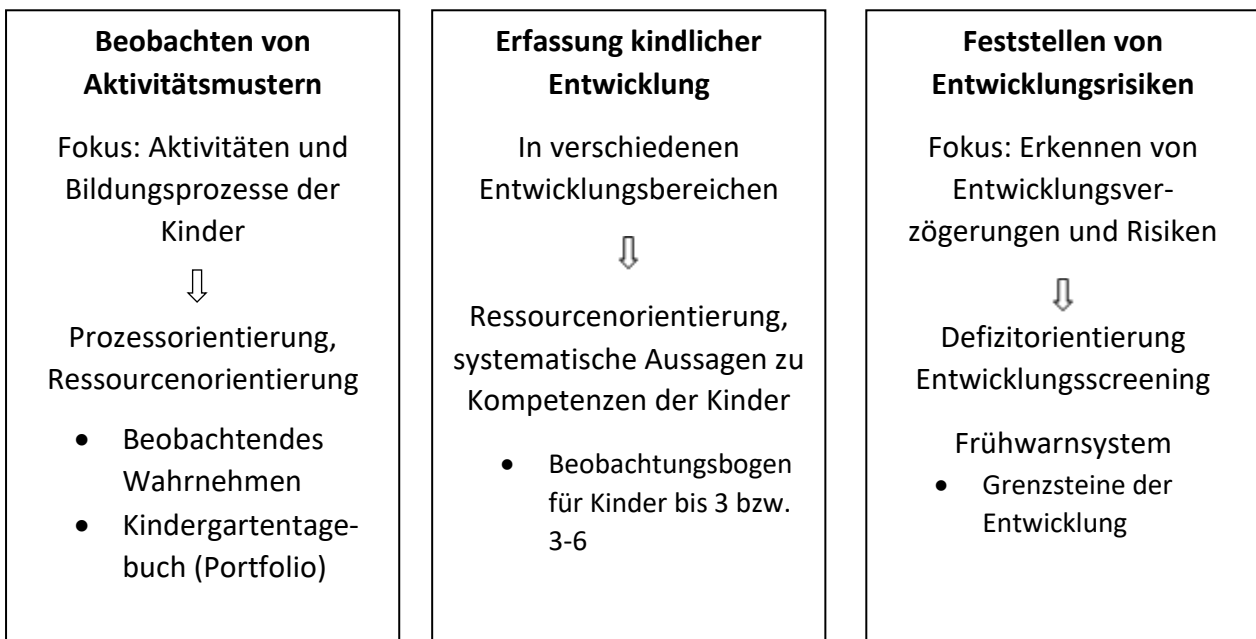 Beobachten von
Aktivitätsmustern
Fokus: Aktivitäten und
Bildungsprozesse der
Kinder
⇩
Prozessorientierung,
Ressourcenorientierung
• Beobachtendes
Wahrnehmen
• Kindergartentage-
buch (Portfolio)
Erfassung kindlicher
Entwicklung
In verschiedenen
Entwicklungsbereichen
⇩
Ressourcenorientierung,
systematische Aussagen zu
Kompetenzen der Kinder
• Beobachtungsbogen
für Kinder bis 3 bzw.
3-6
Feststellen von
Entwicklungsrisiken
Fokus: Erkennen von
Entwicklungsver-
zögerungen und Risiken
⇩
Defizitorientierung
Entwicklungsscreening
Frühwarnsystem
• Grenzsteine der
Entwicklung